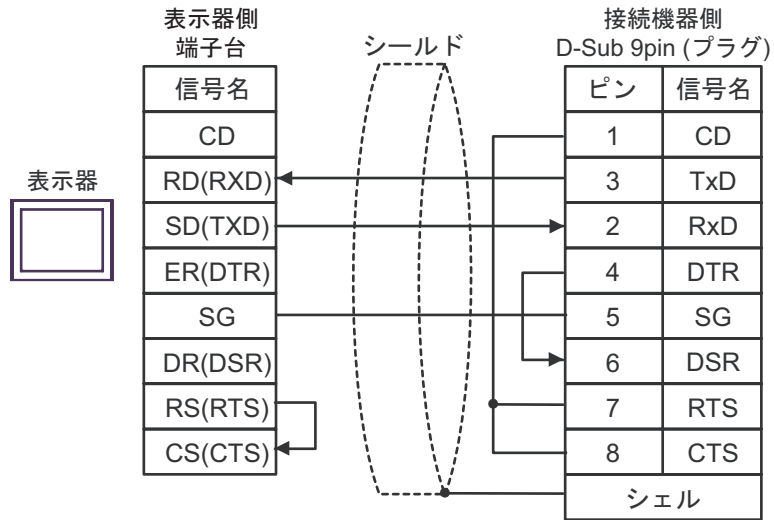 表示器側
端子台
シールド
接続機器側
D-Sub 9pin (プラグ)
信号名
ピン 信号名
CD
1 CD
表示器
RD(RXD)
3 TxD
SD(TXD)
2 RxD
ER(DTR)
4 DTR
SG
5 SG
DR(DSR)
6 DSR
RS(RTS)
7 RTS
CS(CTS)
8 CTS
シェル